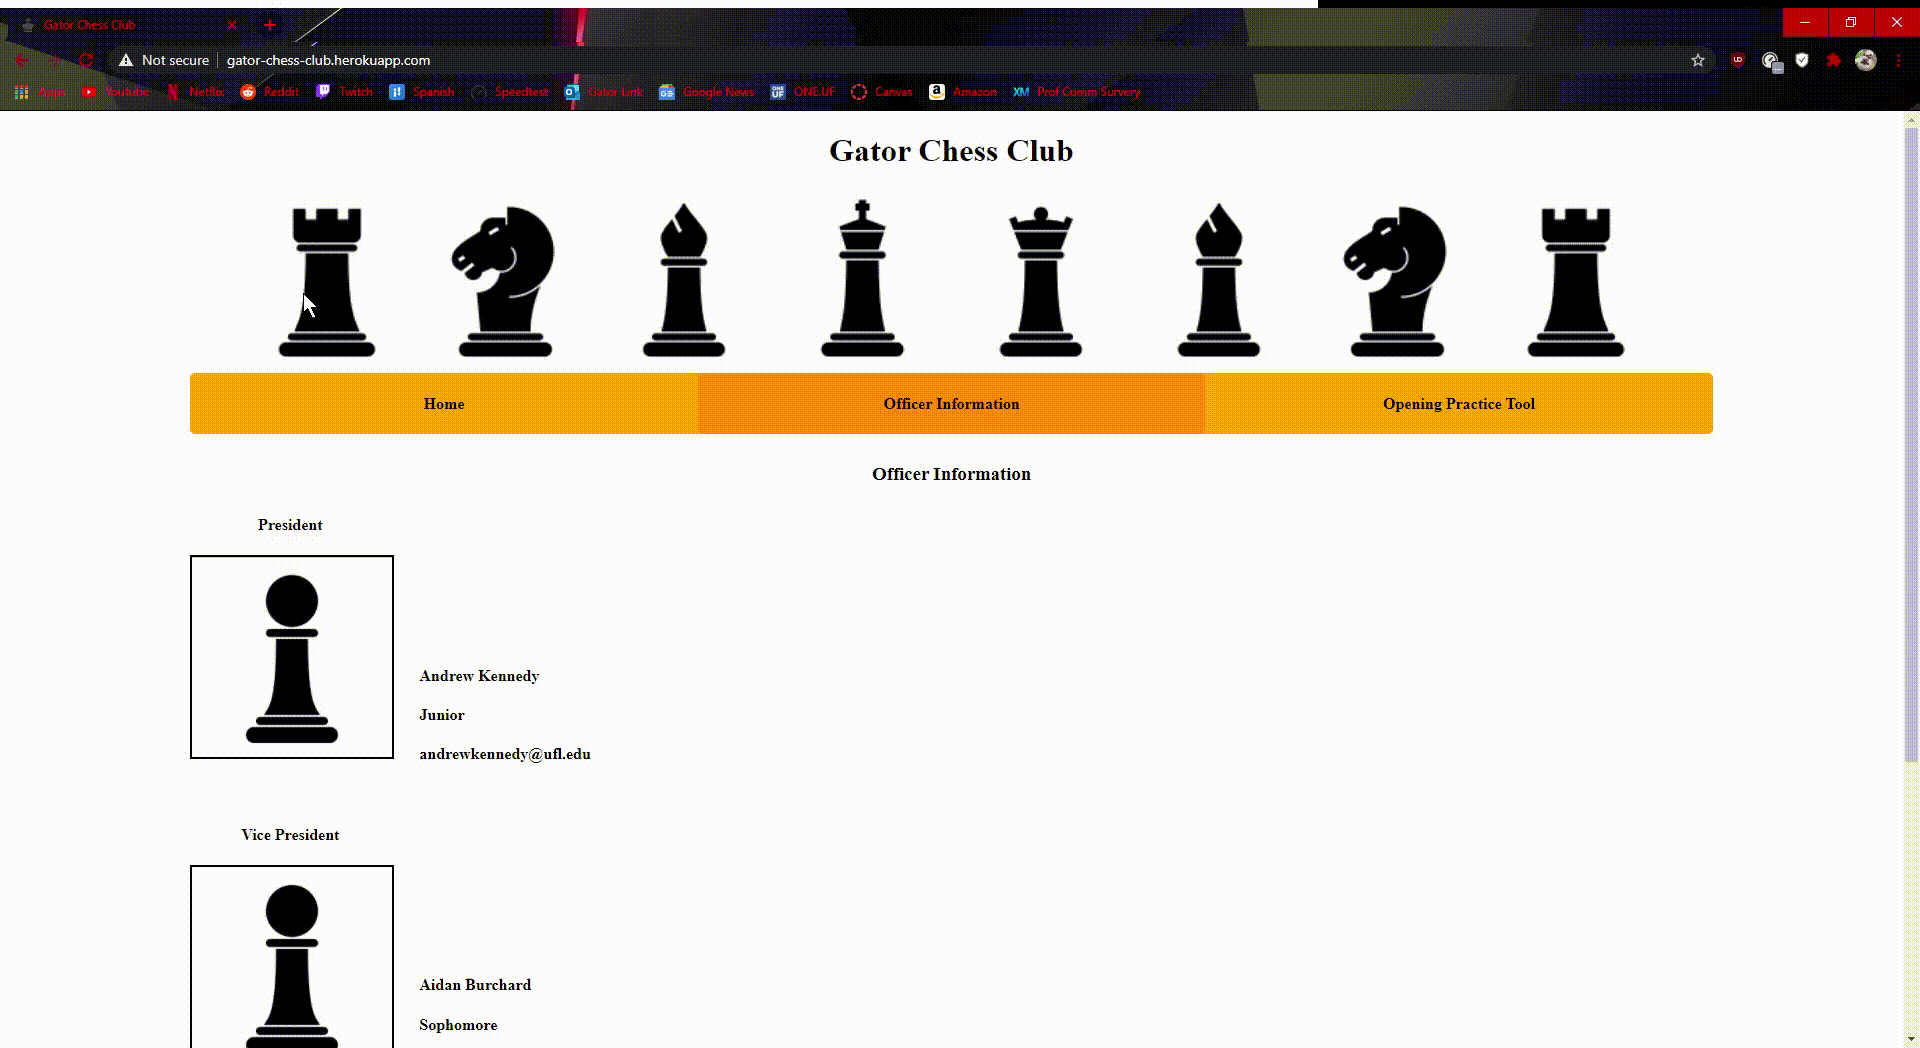 Gator Chess Club
Not secure gator-chess-club.herokuapp.com
Apps Youtube Netflix Reddit Twitch Spanish Speedtest Gator Link Google News ONE.UF Canvas Amazon XM Prof Comm Survery
Gator Chess Club
Home Officer Information Opening Practice Tool
Officer Information
President
Andrew Kennedy
Junior
andrewkennedy@ufl.edu
Vice President
Aidan Burchard
Sophomore